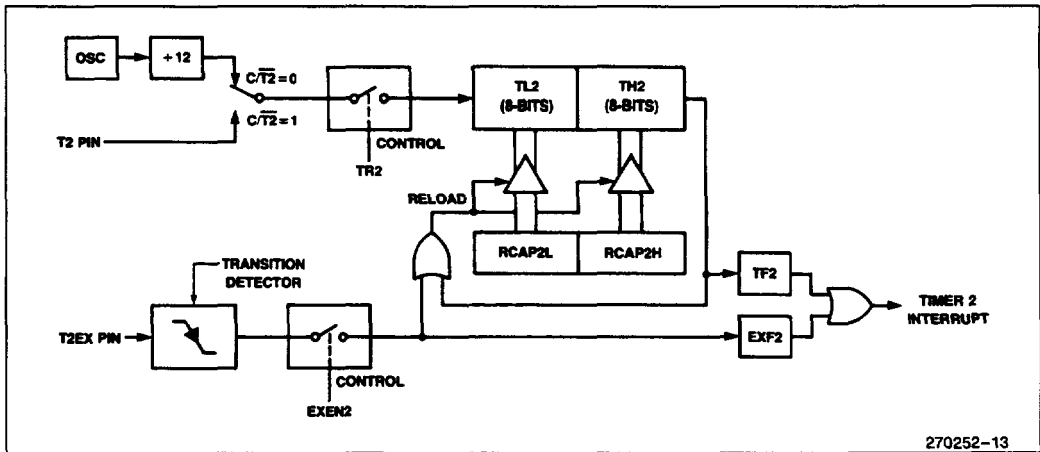 OSC
÷12
C/T2̅ = 0
C/T2̅ = 1
T2 PIN
CONTROL
TR2
TL2
(8-BITS)
TH2
(8-BITS)
RELOAD
RCAP2L
RCAP2H
TRANSITION
DETECTOR
T2EX PIN
CONTROL
EXEN2
TF2
EXF2
TIMER 2
INTERRUPT
270252-13